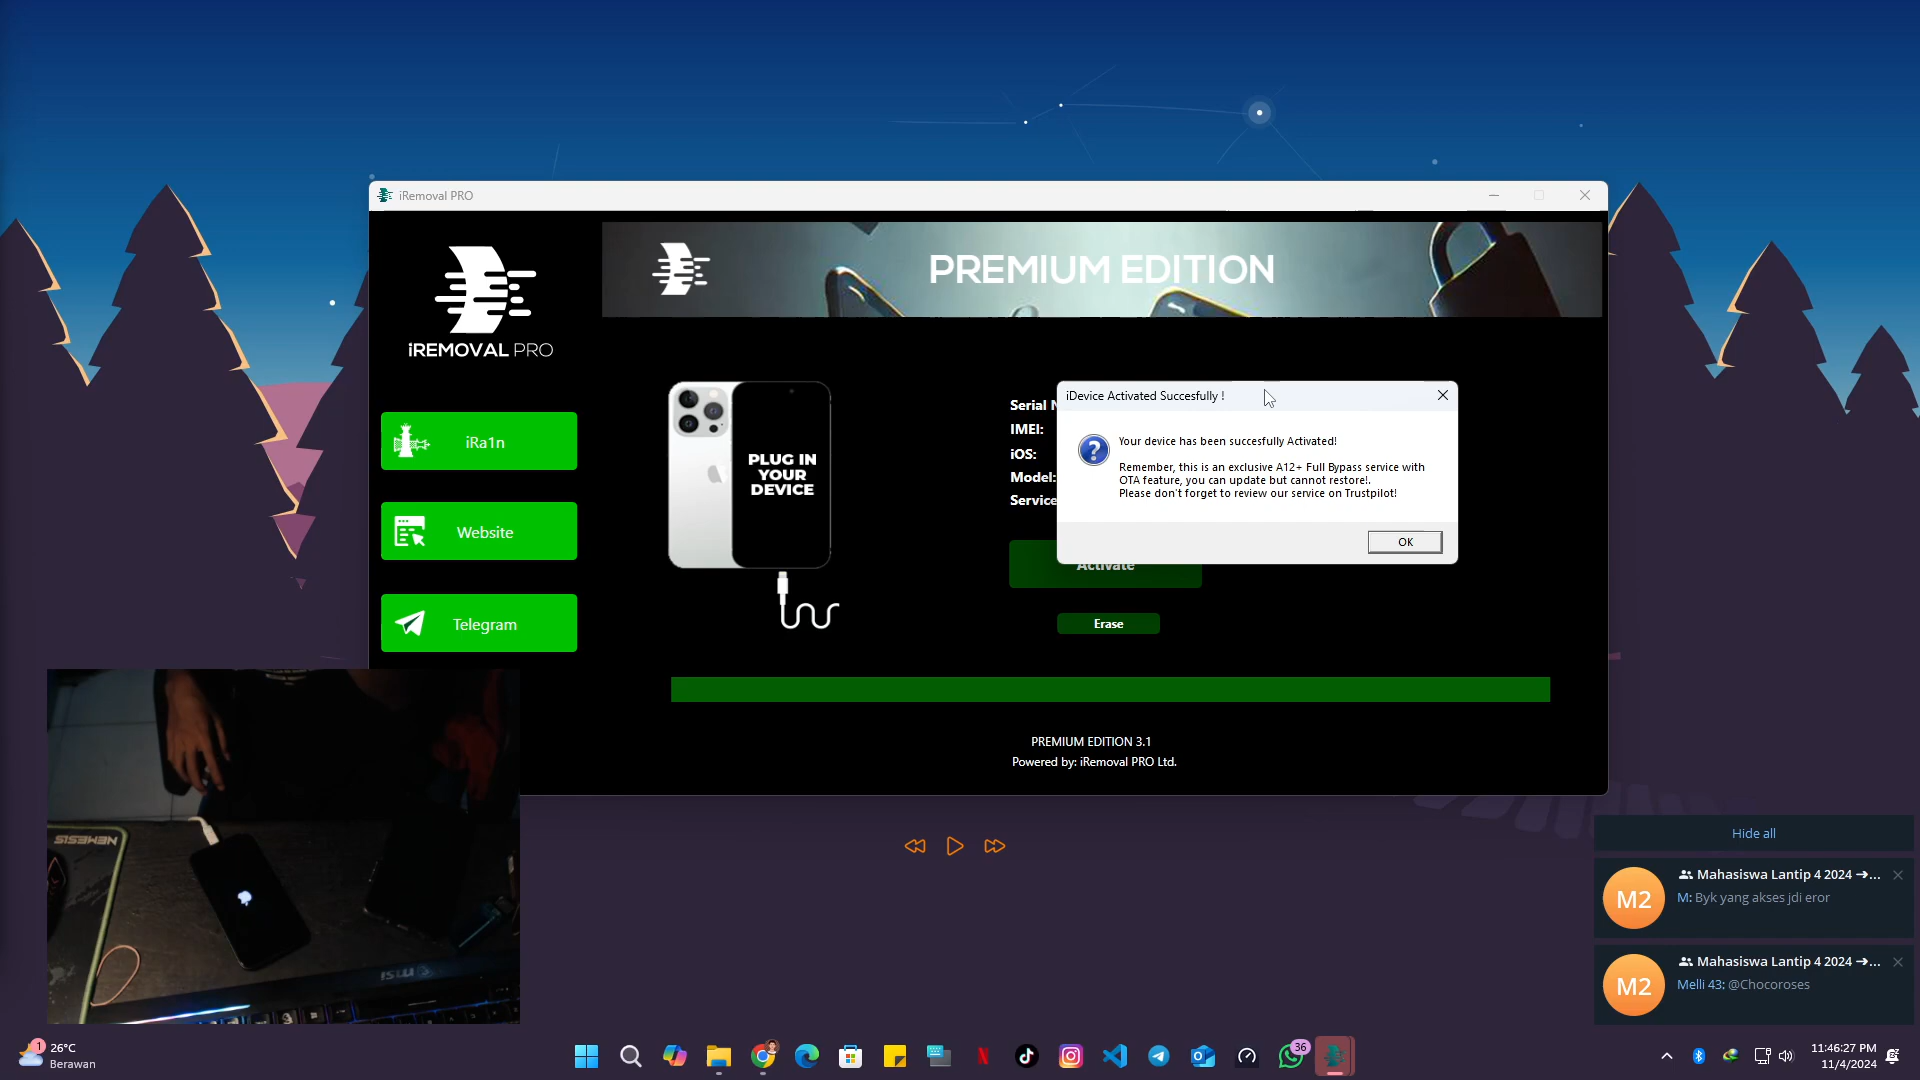 iRemoval PRO
PREMIUM EDITION
iREMOVAL PRO
iRa1n
Website
Telegram
PLUG IN
YOUR
DEVICE
Serial
IMEI:
iOS:
Model:
Service
iDevice Activated Succesfully !
Your device has been succesfully Activated!
Remember, this is an exclusive A12+ Full Bypass service with
OTA feature, you can update but cannot restore!.
Please don't forget to review our service on Trustpilot!
OK
Activate
Erase
PREMIUM EDITION 3.1
Powered by: iRemoval PRO Ltd.
NEMESIS
msi
Hide all
M2
Mahasiswa Lantip 4 2024 ➔...
M: Byk yang akses jdi eror
M2
Mahasiswa Lantip 4 2024 ➔...
Melli 43: @Chocoroses
1
26°C
Berawan
36
11:46:27 PM
11/4/2024